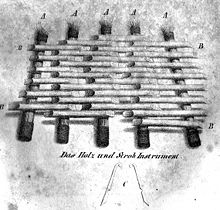 A A A A A
B B
B B
Das Holz und Stroh Instrument.
C